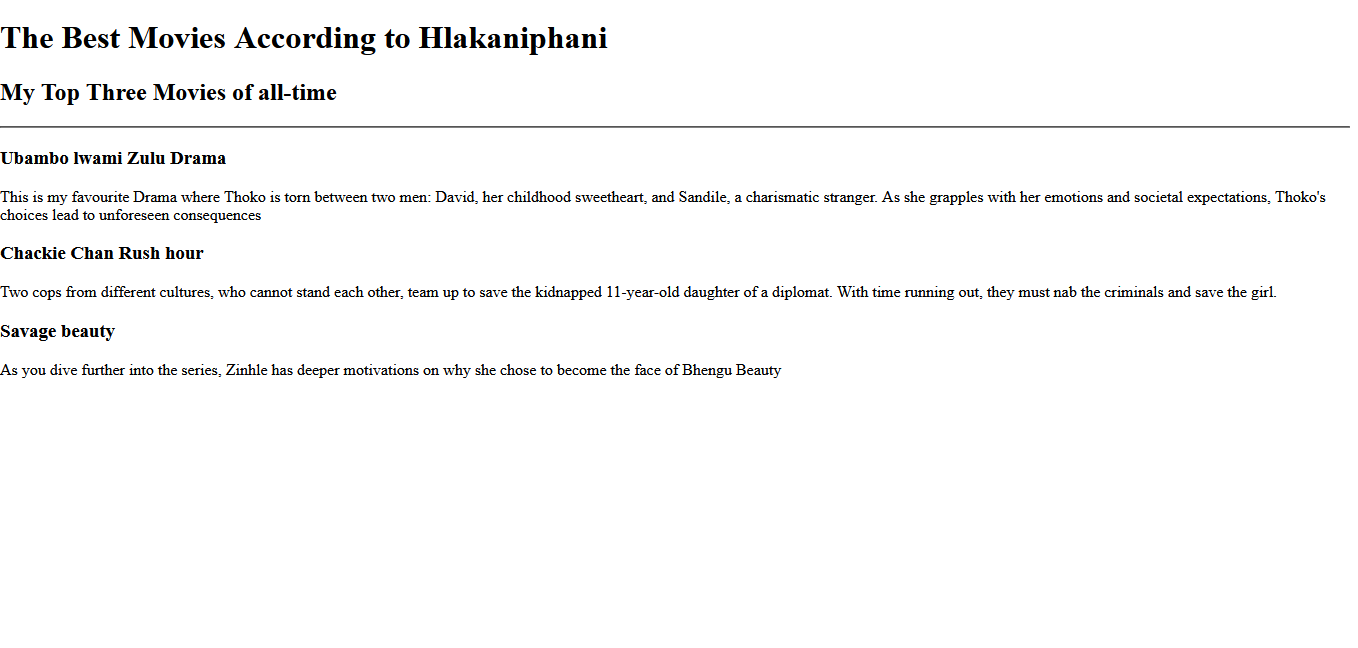 The Best Movies According to Hlakaniphani
My Top Three Movies of all-time
Ubambo lwami Zulu Drama
This is my favourite Drama where Thoko is torn between two men: David, her childhood sweetheart, and Sandile, a charismatic stranger. As she grapples with her emotions and societal expectations, Thoko's
choices lead to unforeseen consequences
Chackie Chan Rush hour
Two cops from different cultures, who cannot stand each other, team up to save the kidnapped 11-year-old daughter of a diplomat. With time running out, they must nab the criminals and save the girl.
Savage beauty
As you dive further into the series, Zinhle has deeper motivations on why she chose to become the face of Bhengu Beauty